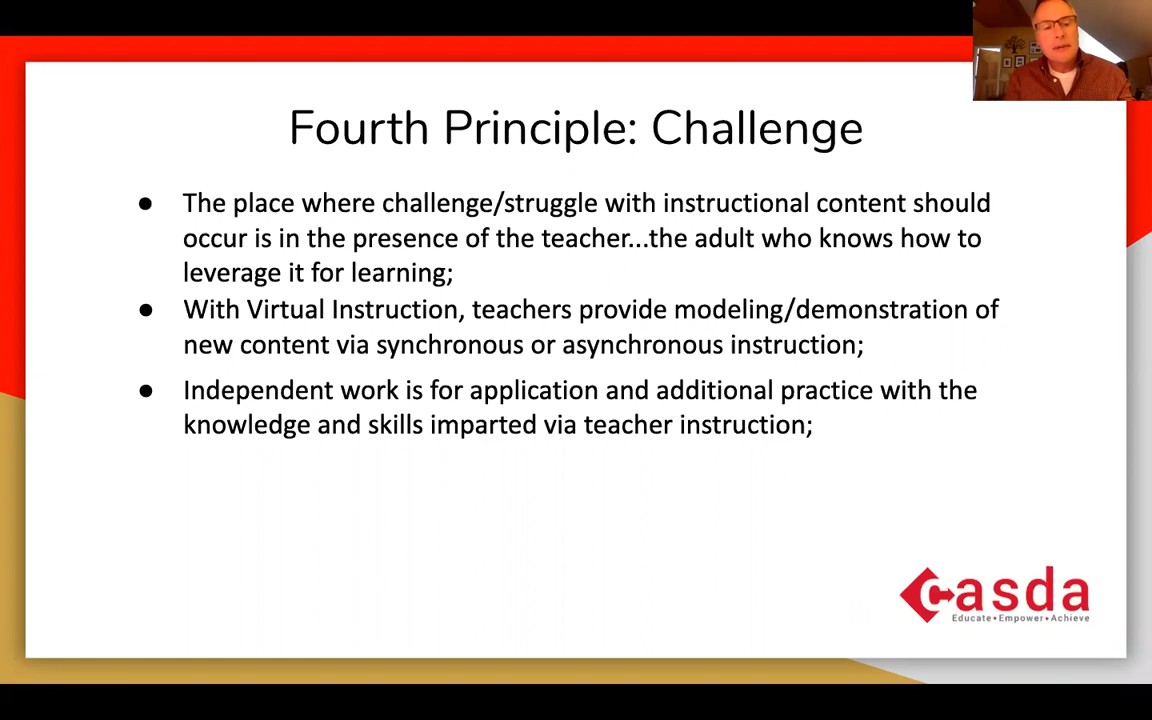 Fourth Principle: Challenge
● The place where challenge/struggle with instructional content should
occur is in the presence of the teacher...the adult who knows how to
leverage it for learning;
● With Virtual Instruction, teachers provide modeling/demonstration of
new content via synchronous or asynchronous instruction;
● Independent work is for application and additional practice with the
knowledge and skills imparted via teacher instruction;
casda
Educate•Empower•Achieve